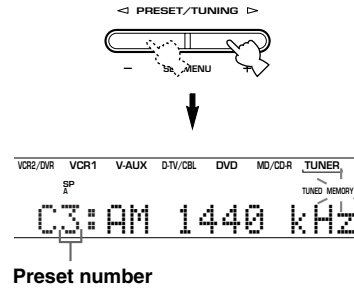 ◁ PRESET/TUNING ▷
– SET MENU +
VCR2/DVR VCR1 V-AUX D-TV/CBL DVD MD/CD-R TUNER
SP
A
TUNED MEMORY
C3:AM 1440 kHz
Preset number